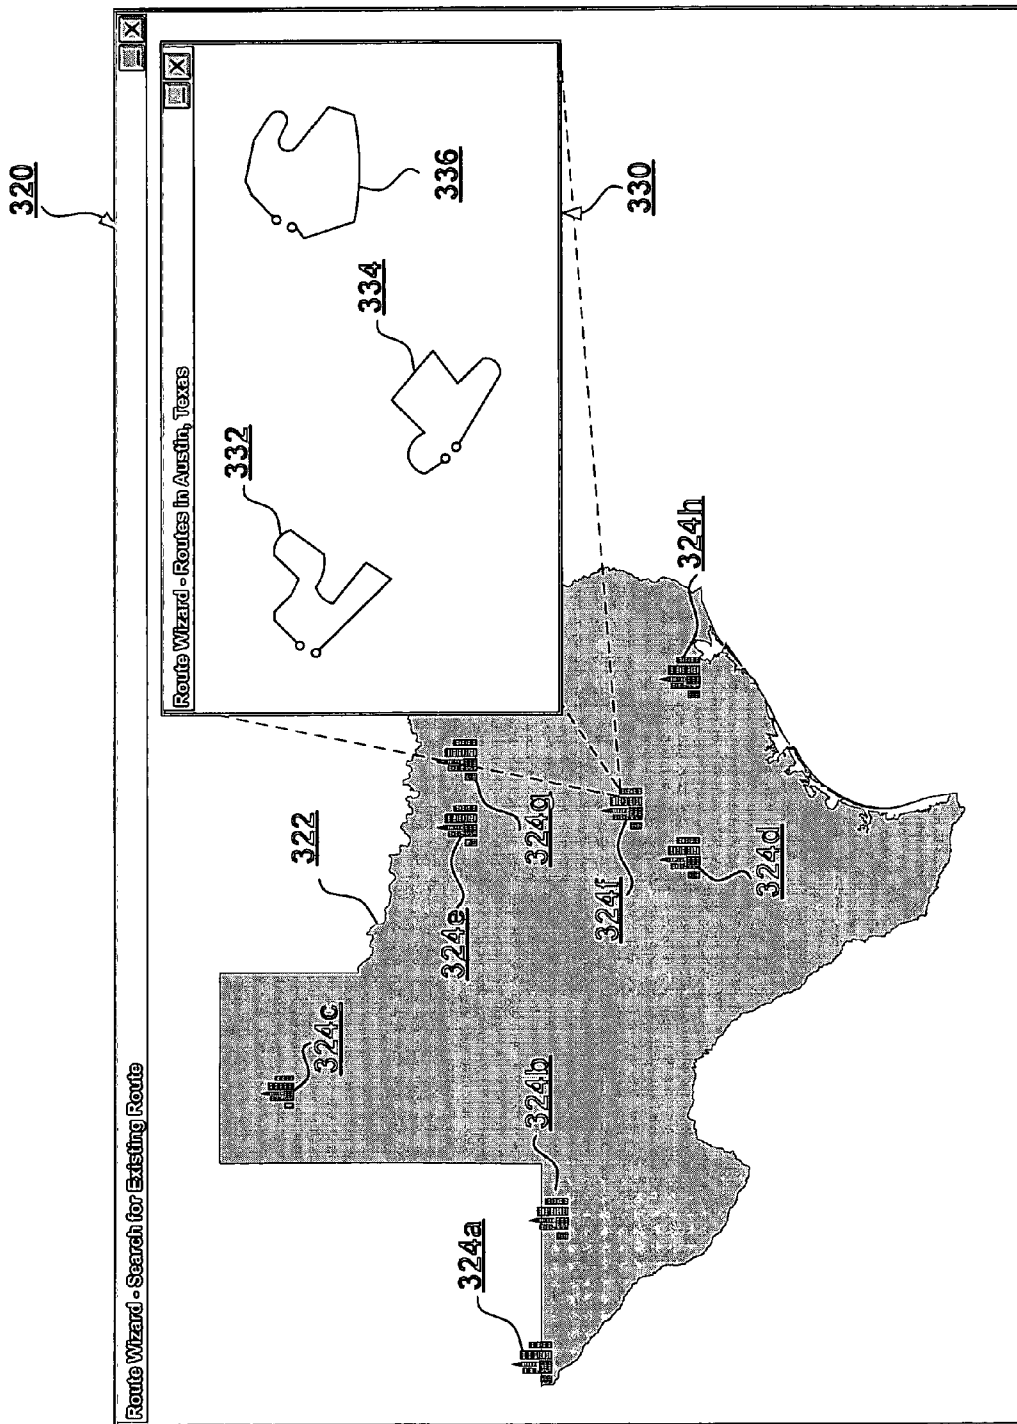 320
Route Wizard - Search for Existing Route
Route Wizard - Routes in Austin, Texas
332
334
336
330
322
324a
324b
324c
324e
324g
324f
324d
324h